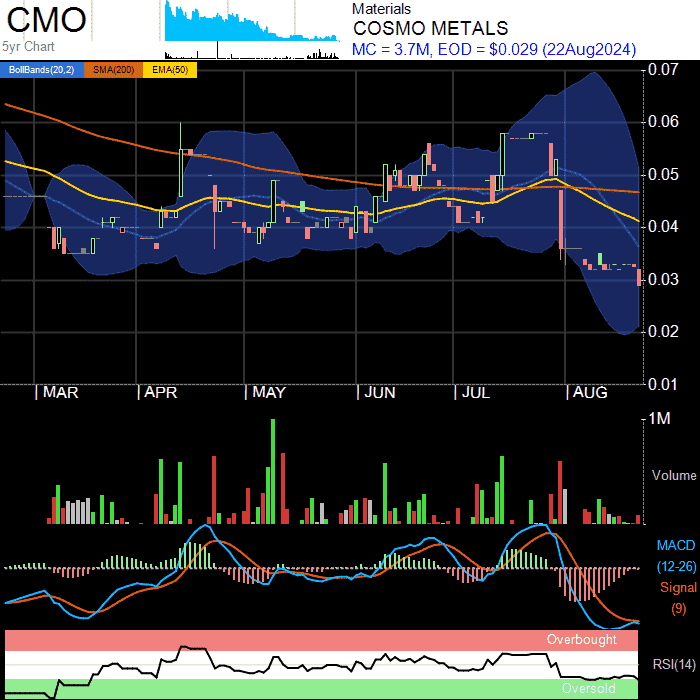 CMO
5yr Chart
Materials
COSMO METALS
MC = 3.7M, EOD = $0.029 (22Aug2024)
BollBands(20,2) SMA(200) EMA(50)
0.07
0.06
0.05
0.04
0.03
0.02
0.01
| MAR | APR | MAY | JUN | JUL | AUG
1M
Volume
MACD
(12-26)
Signal
(9)
Overbought
RSI(14)
Oversold